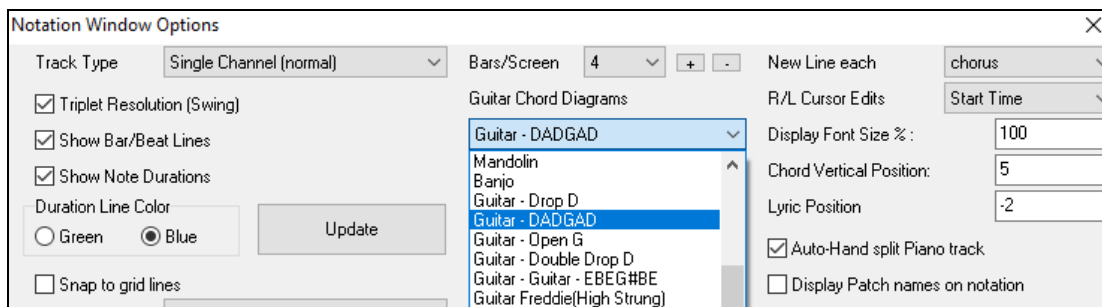 Notation Window Options
Track Type Single Channel (normal)
Triplet Resolution (Swing)
Show Bar/Beat Lines
Show Note Durations
Duration Line Color
Green Blue
Update
Snap to grid lines
Bars/Screen 4 + -
Guitar Chord Diagrams
Guitar - DADGAD
Mandolin
Banjo
Guitar - Drop D
Guitar - DADGAD
Guitar - Open G
Guitar - Double Drop D
Guitar - Guitar - EBEG#BE
Guitar Freddie(High Strung)
New Line each chorus
R/L Cursor Edits Start Time
Display Font Size % : 100
Chord Vertical Position: 5
Lyric Position -2
Auto-Hand split Piano track
Display Patch names on notation